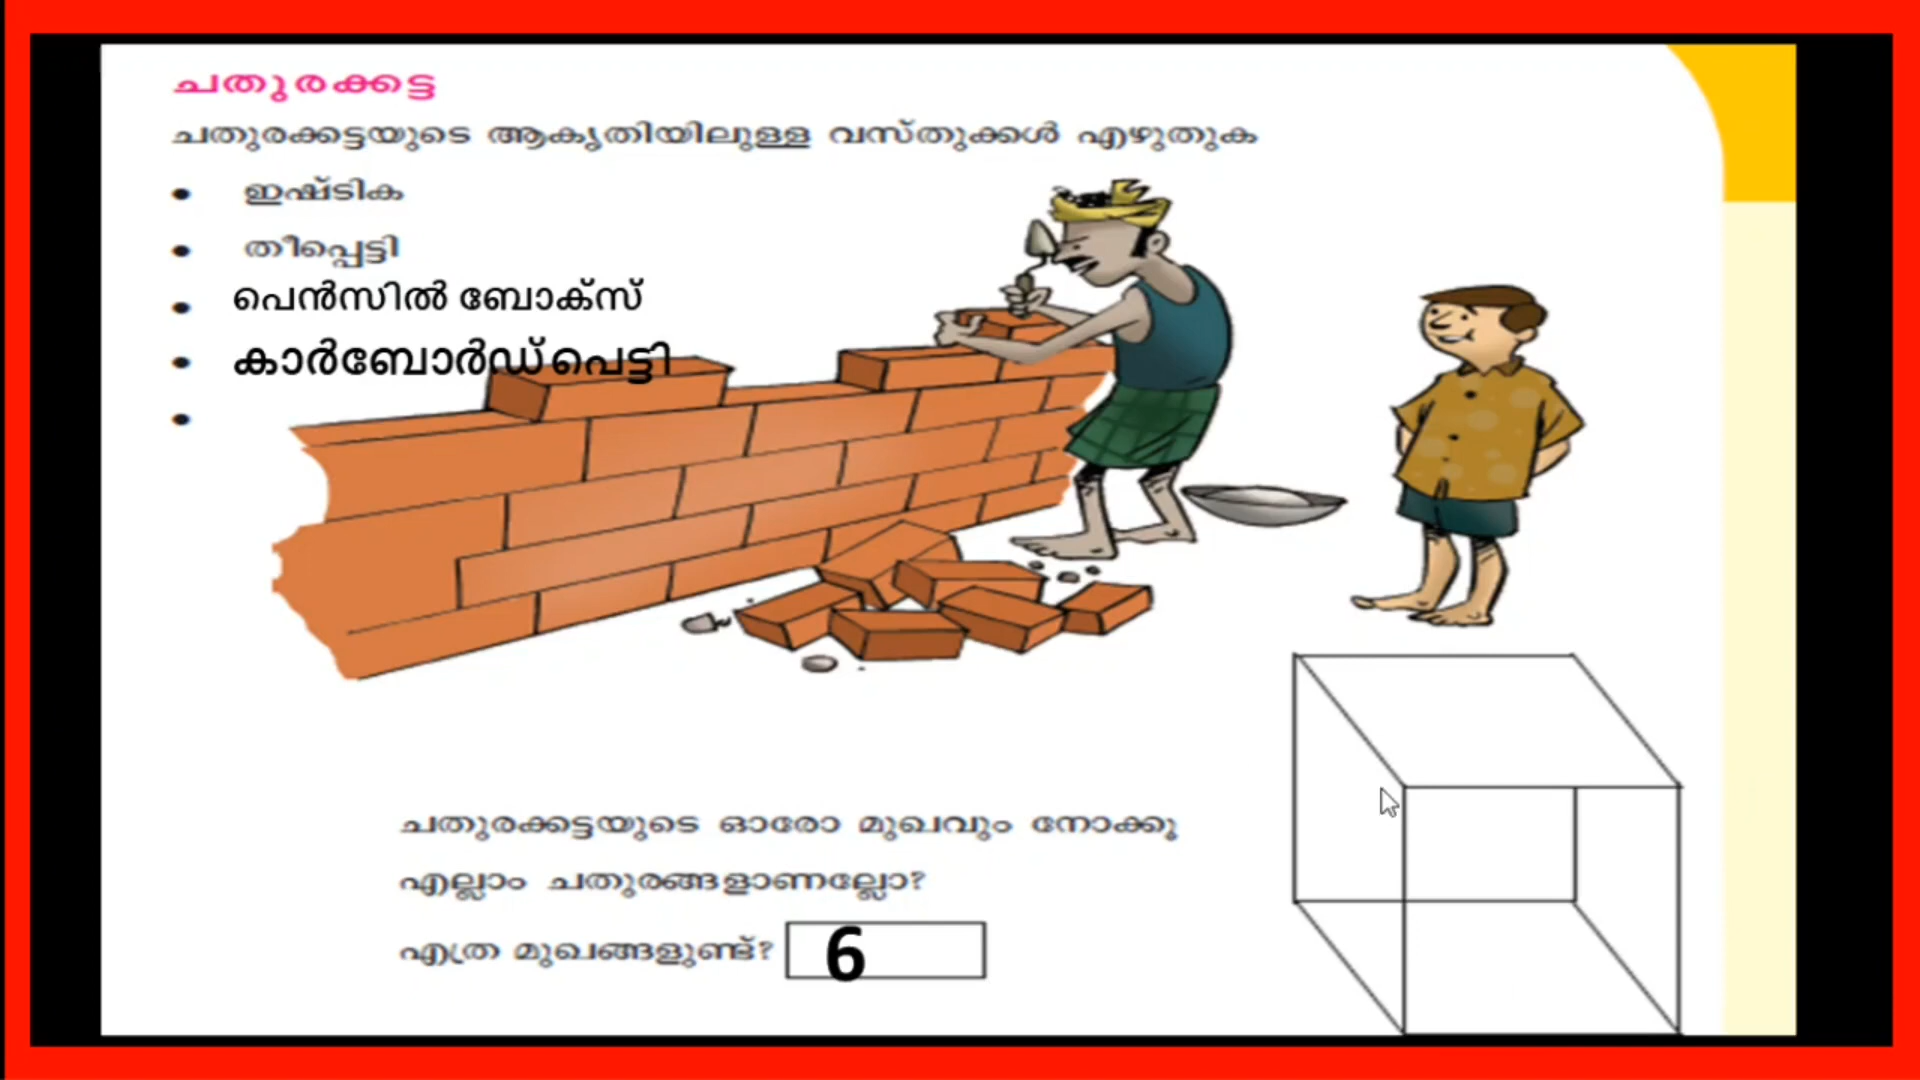 ചതുരക്കട്ട
ചതുരക്കട്ടയുടെ ആകൃതിയിലുള്ള വസ്തുക്കൾ എഴുതുക
• ഇഷ്ടിക
• തീപ്പെട്ടി
• പെൻസിൽ ബോക്സ്
• കാർബോർഡ് പെട്ടി
•
ചതുരക്കട്ടയുടെ ഓരോ മുഖവും നോക്കൂ
എല്ലാം ചതുരങ്ങളാണല്ലോ?
എത്ര മുഖങ്ങളുണ്ട്? 6